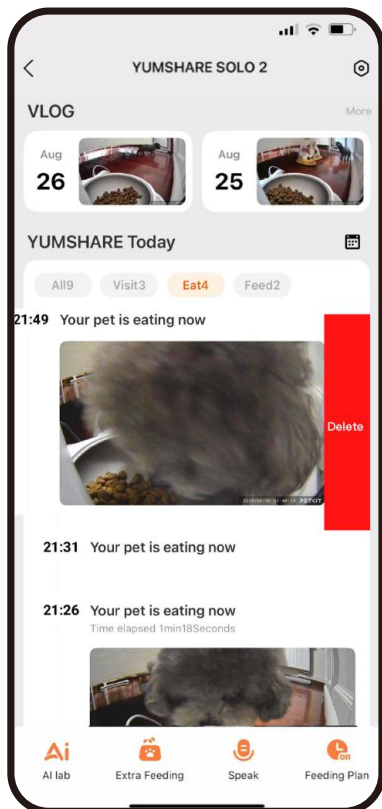 YUMSHARE SOLO 2
VLOG
More
Aug
26
Aug
25
YUMSHARE Today
All9
Visit3
Eat4
Feed2
21:49 Your pet is eating now
Delete
PETKIT
21:31 Your pet is eating now
21:26 Your pet is eating now
Time elapsed 1min18Seconds
Ai
AI lab
Extra Feeding
Speak
on
Feeding Plan